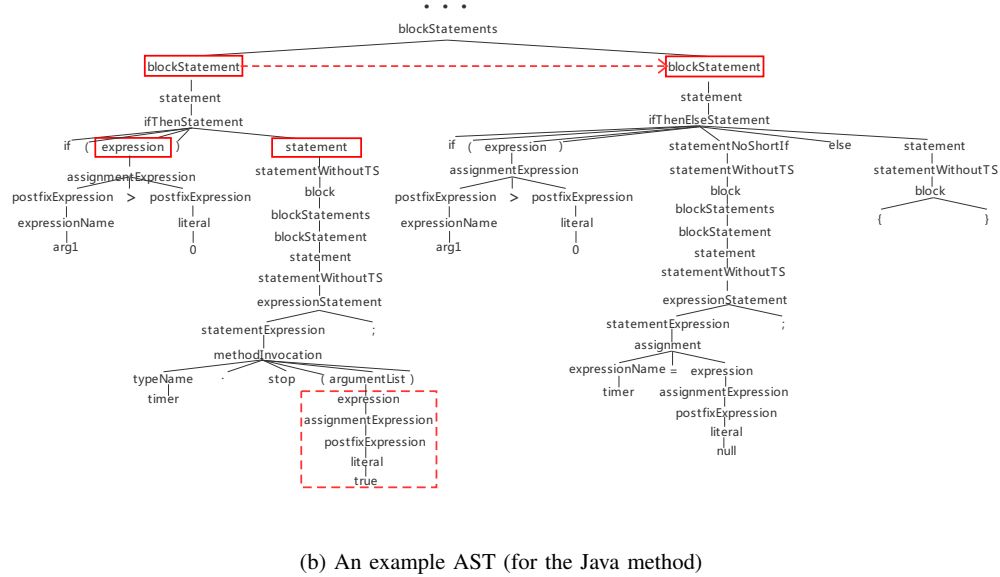 • • •
blockStatements
blockStatement blockStatement
statement statement
ifThenStatement ifThenElseStatement
if ( expression ) statement if ( expression ) statementNoShortIf else statement
assignmentExpression statementWithoutTS assignmentExpression statementWithoutTS statementWithoutTS
postfixExpression > postfixExpression block postfixExpression > postfixExpression block block
expressionName literal blockStatements expressionName literal blockStatements { }
arg1 0 blockStatement arg1 0 blockStatement
statement statement
statementWithoutTS statementWithoutTS
expressionStatement expressionStatement
statementExpression ; statementExpression ;
methodInvocation assignment
typeName . stop ( argumentList ) expressionName = expression
timer expression timer assignmentExpression
assignmentExpression postfixExpression
postfixExpression literal
literal null
true
(b) An example AST (for the Java method)